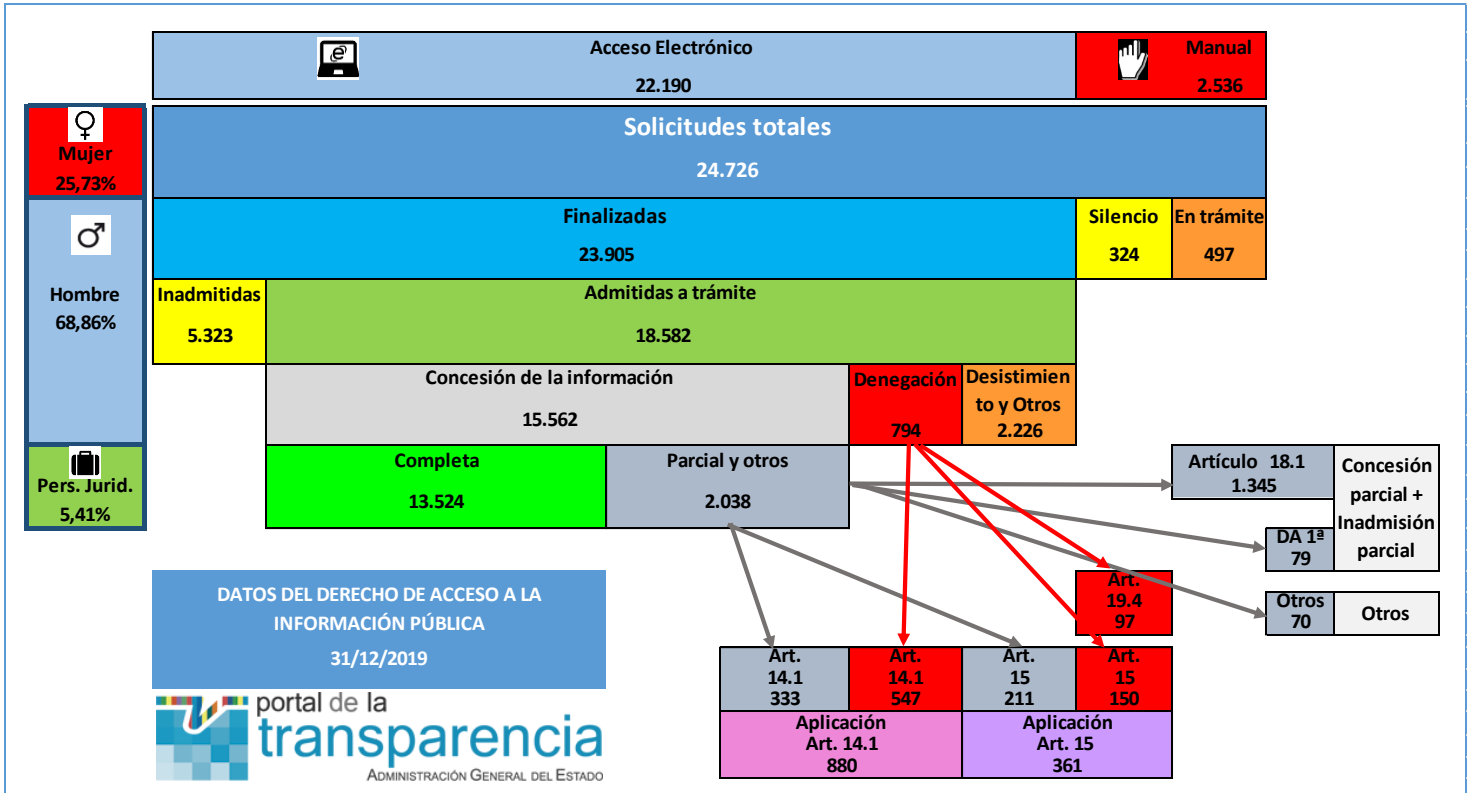 Acceso Electrónico
22.190
Manual
2.536
Mujer
25,73%
Hombre
68,86%
Pers. Jurid.
5,41%
Solicitudes totales
24.726
Finalizadas
23.905
Silencio
324
En trámite
497
Inadmitidas
5.323
Admitidas a trámite
18.582
Concesión de la información
15.562
Denegación
794
Desistimien
to y Otros
2.226
Completa
13.524
Parcial y otros
2.038
Artículo 18.1
1.345
Concesión
parcial +
Inadmisión
parcial
DA 1ª
79
Otros
70
Otros
Art.
19.4
97
Art.
14.1
333
Art.
14.1
547
Art.
15
211
Art.
15
150
Aplicación
Art. 14.1
880
Aplicación
Art. 15
361
DATOS DEL DERECHO DE ACCESO A LA
INFORMACIÓN PÚBLICA
31/12/2019
portal de la
transparencia
ADMINISTRACIÓN GENERAL DEL ESTADO